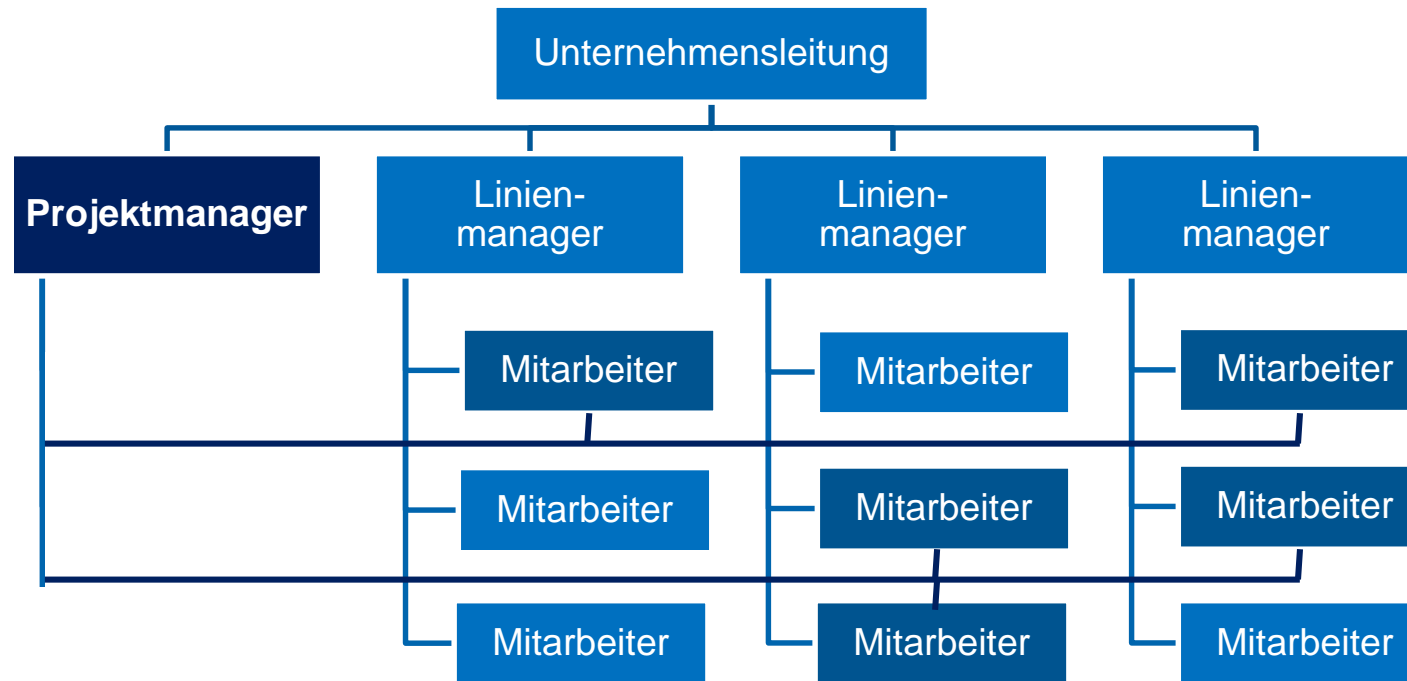 Unternehmensleitung
Projektmanager
Linien-
manager
Linien-
manager
Linien-
manager
Mitarbeiter
Mitarbeiter
Mitarbeiter
Mitarbeiter
Mitarbeiter
Mitarbeiter
Mitarbeiter
Mitarbeiter
Mitarbeiter